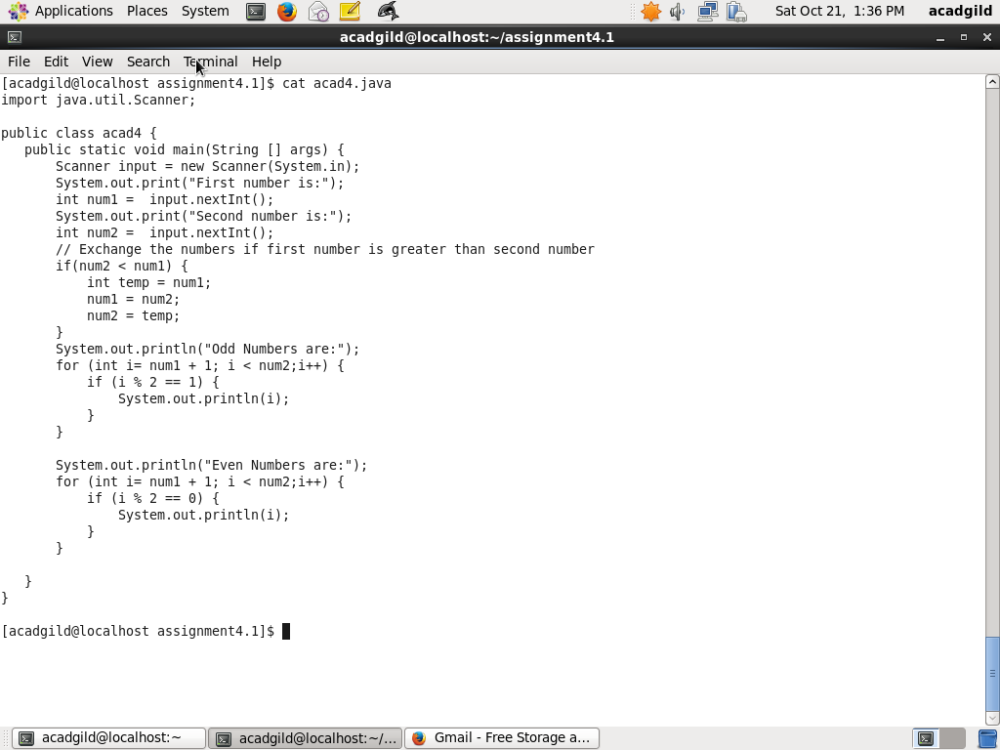 Applications Places System Sat Oct 21, 1:36 PM acadgild
acadgild@localhost:~/assignment4.1
File Edit View Search Terminal Help
[acadgild@localhost assignment4.1]$ cat acad4.java
import java.util.Scanner;

public class acad4 {
   public static void main(String [] args) {
       Scanner input = new Scanner(System.in);
       System.out.print("First number is:");
       int num1 =  input.nextInt();
       System.out.print("Second number is:");
       int num2 =  input.nextInt();
       // Exchange the numbers if first number is greater than second number
       if(num2 < num1) {
           int temp = num1;
           num1 = num2;
           num2 = temp;
       }
       System.out.println("Odd Numbers are:");
       for (int i= num1 + 1; i < num2;i++) {
           if (i % 2 == 1) {
               System.out.println(i);
           }
       }

       System.out.println("Even Numbers are:");
       for (int i= num1 + 1; i < num2;i++) {
           if (i % 2 == 0) {
               System.out.println(i);
           }
       }

   }
}

[acadgild@localhost assignment4.1]$
acadgild@localhost:~ acadgild@localhost:~/... Gmail - Free Storage a...